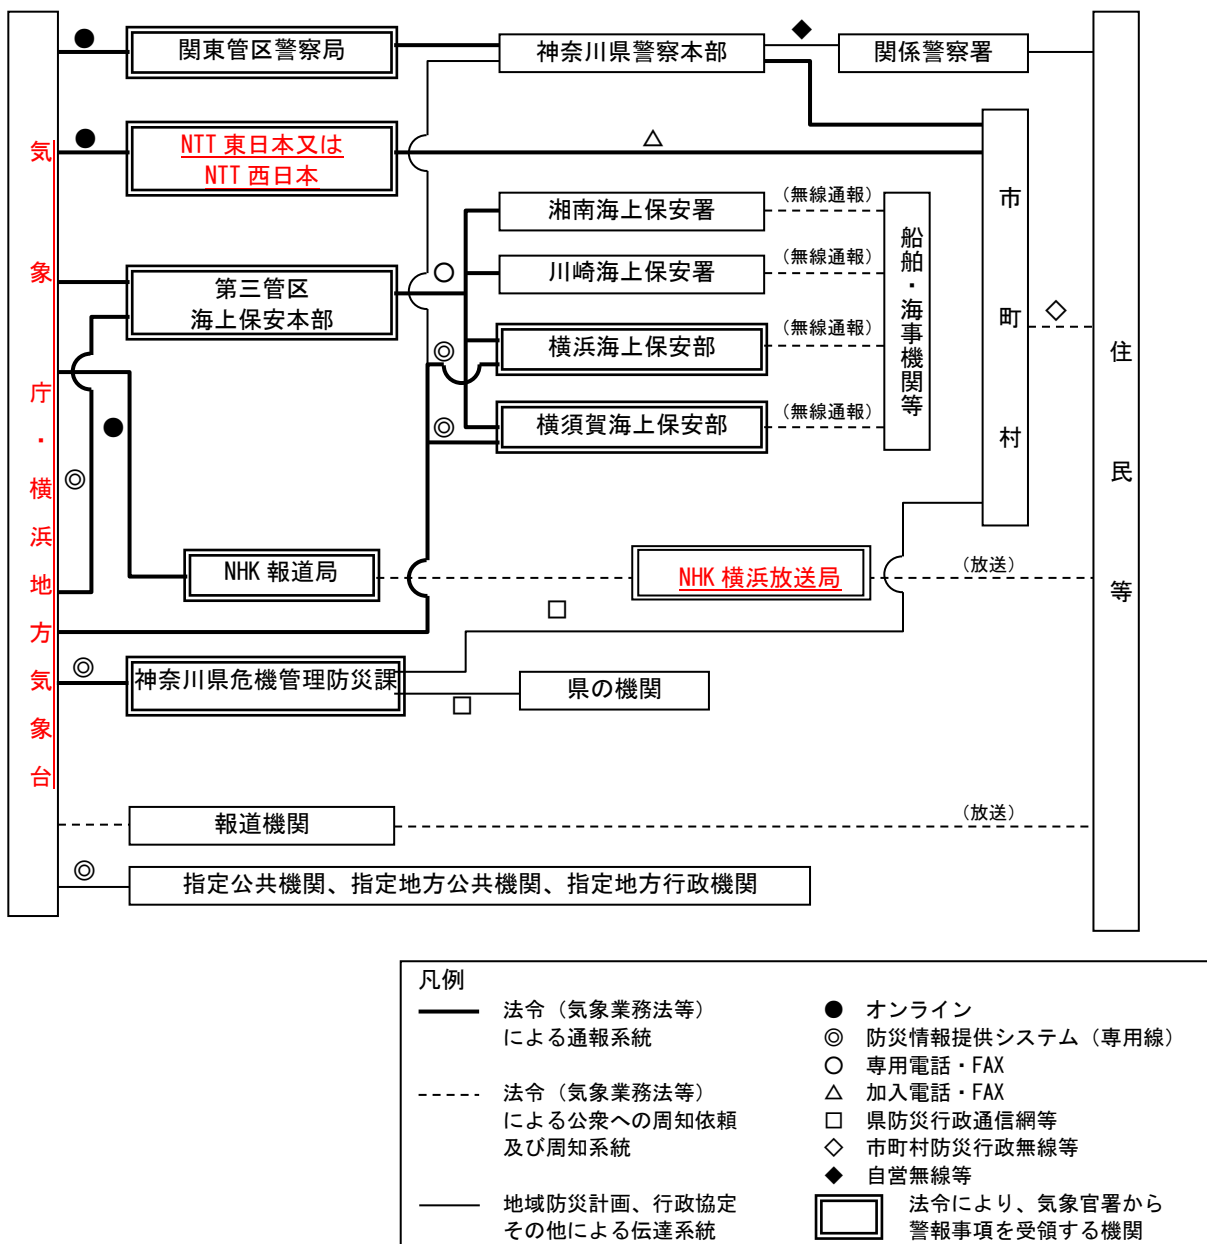 気象庁・横浜地方気象台
関東管区警察局
神奈川県警察本部
関係警察署
NTT 東日本又は
NTT 西日本
市町村
住民等
湘南海上保安署
(無線通報)
船舶・海事機関等
川崎海上保安署
(無線通報)
第三管区
海上保安本部
横浜海上保安部
(無線通報)
横須賀海上保安部
(無線通報)
NHK 報道局
NHK 横浜放送局
(放送)
神奈川県危機管理防災課
県の機関
報道機関
(放送)
指定公共機関、指定地方公共機関、指定地方行政機関
凡例
法令（気象業務法等）
による通報系統
法令（気象業務法等）
による公衆への周知依頼
及び周知系統
地域防災計画、行政協定
その他による伝達系統
● オンライン
◎ 防災情報提供システム（専用線）
○ 専用電話・FAX
△ 加入電話・FAX
□ 県防災行政通信網等
◇ 市町村防災行政無線等
◆ 自営無線等
法令により、気象官署から
警報事項を受領する機関